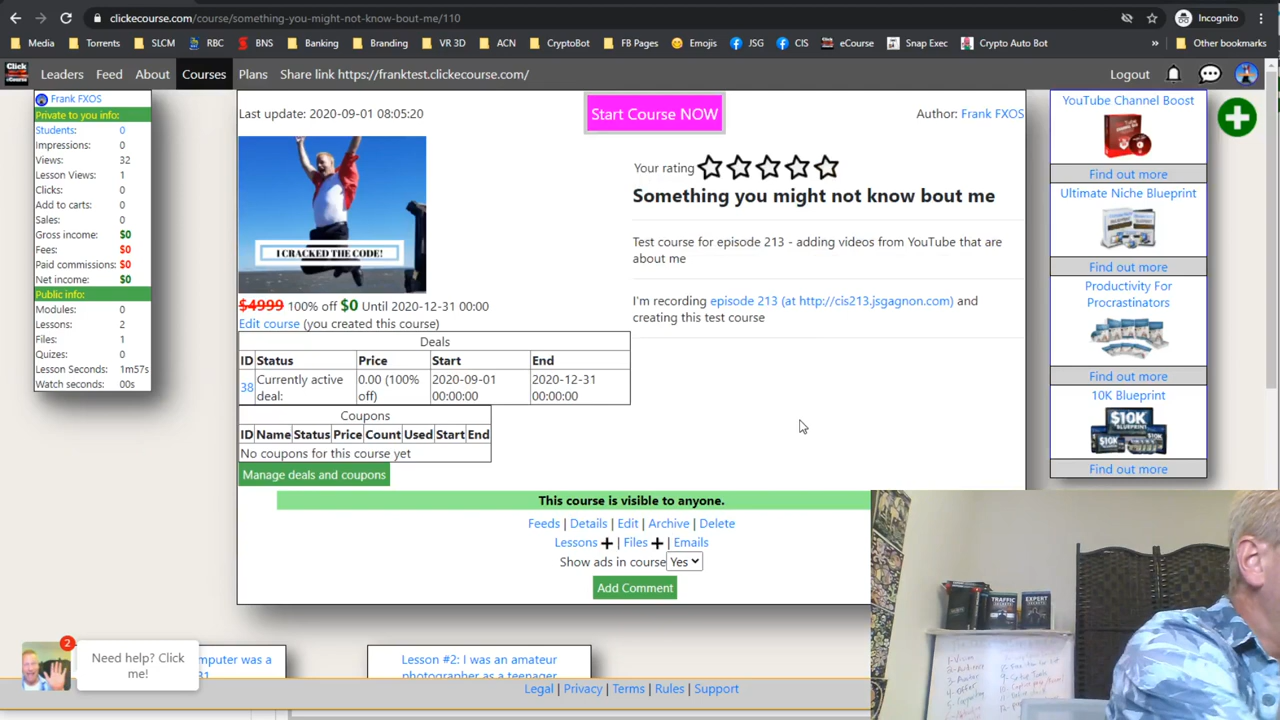 clickecourse.com/course/something-you-might-not-know-bout-me/110
Incognito
Media Torrents SLCM RBC BNS Banking Branding VR 3D ACN CryptoBot FB Pages Emojis JSG CIS eCourse Snap Exec Crypto Auto Bot » Other bookmarks
Click eCourse
Leaders Feed About Courses Plans Share link https://franktest.clickecourse.com/ Logout
Frank FXOS
Private to you info:
Students: 0
Impressions: 0
Views: 32
Lesson Views: 1
Clicks: 0
Add to carts: 0
Sales: 0
Gross income: $0
Fees: $0
Paid commissions: $0
Net income: $0
Public info:
Modules: 0
Lessons: 2
Files: 1
Quizes: 0
Lesson Seconds: 1m57s
Watch seconds: 00s
Last update: 2020-09-01 08:05:20
Start Course NOW
Author: Frank FXOS
I CRACKED THE CODE!
$4999 100% off $0 Until 2020-12-31 00:00
Edit course (you created this course)
Deals
ID Status Price Start End
38 Currently active deal: 0.00 (100% off) 2020-09-01 00:00:00 2020-12-31 00:00:00
Coupons
ID Name Status Price Count Used Start End
No coupons for this course yet
Manage deals and coupons
Your rating
Something you might not know bout me
Test course for episode 213 - adding videos from YouTube that are
about me
I'm recording episode 213 (at http://cis213.jsgagnon.com) and
creating this test course
This course is visible to anyone.
Feeds | Details | Edit | Archive | Delete
Lessons + | Files + | Emails
Show ads in course Yes
Add Comment
YouTube Channel Boost
Find out more
Ultimate Niche Blueprint
Find out more
Productivity For
Procrastinators
Find out more
10K Blueprint
$10K
BLUEPRINT
Find out more
TRAFFIC
SECRETS
EXPERT
SECRETS
2
Need help? Click
me!
mputer was a
Lesson #2: I was an amateur
photographer as a teenager
Legal | Privacy | Terms | Rules | Support